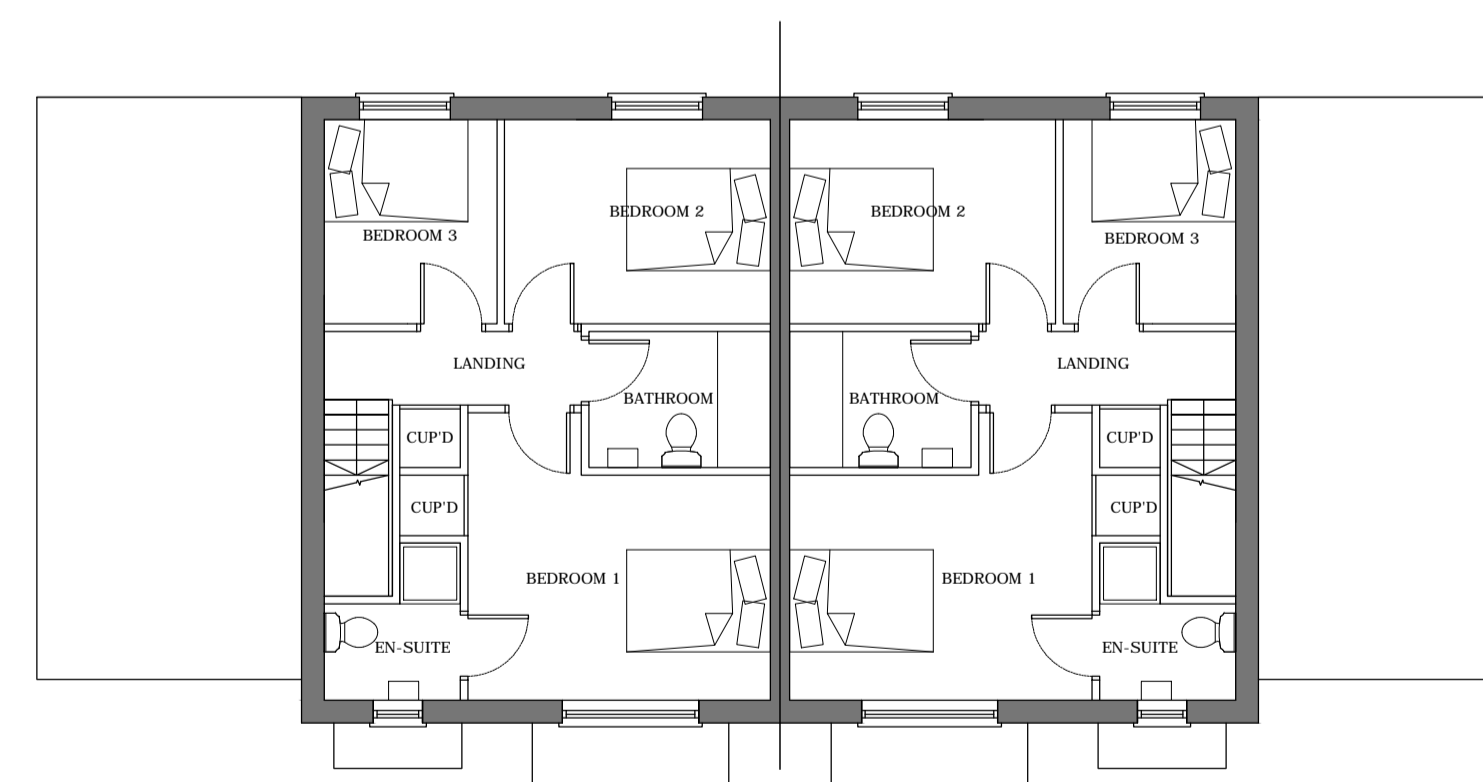 BEDROOM 2
BEDROOM 2
BEDROOM 3
BEDROOM 3
LANDING
LANDING
BATHROOM
BATHROOM
CUP'D
CUP'D
CUP'D
CUP'D
BEDROOM 1
BEDROOM 1
EN-SUITE
EN-SUITE